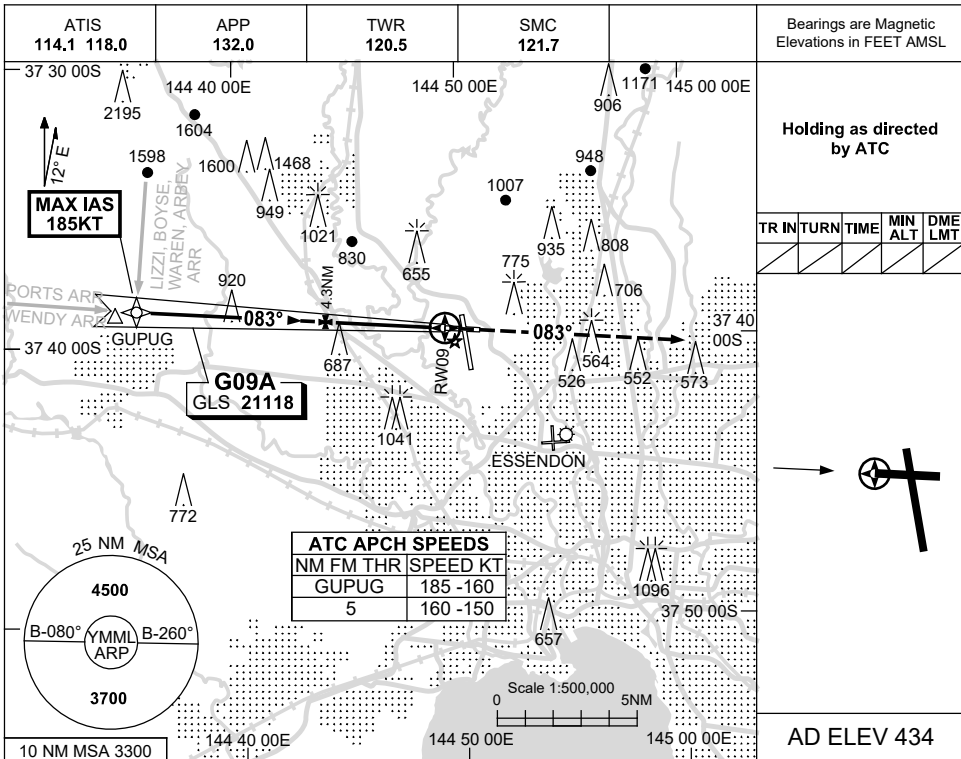 ATIS
114.1 118.0
APP
132.0
TWR
120.5
SMC
121.7
Bearings are Magnetic
Elevations in FEET AMSL
37 30 00S
144 40 00E
144 50 00E
145 00 00E
2195
1604
1171
906
12° E
1598
1600
1468
949
948
1007
Holding as directed
by ATC
MAX IAS
185KT
LIZZI, BOYSE,
WAREN, ARBEY
ARR
1021
830
655
935
808
775
706
TR IN
TURN
TIME
MIN
ALT
DME
LMT
PORTS ARR
WENDY ARR
920
4.3NM
083°
083°
GUPUG
37 40 00S
37 40
00S
687
RW09
564
526
552
573
G09A
GLS 21118
1041
ESSENDON
772
25 NM MSA
4500
B-080°
YMML
ARP
B-260°
3700
ATC APCH SPEEDS
NM FM THR
SPEED KT
GUPUG
185 -160
5
160 -150
1096
37 50 00S
657
Scale 1:500,000
0
5NM
10 NM MSA 3300
144 40 00E
144 50 00E
145 00 00E
AD ELEV 434